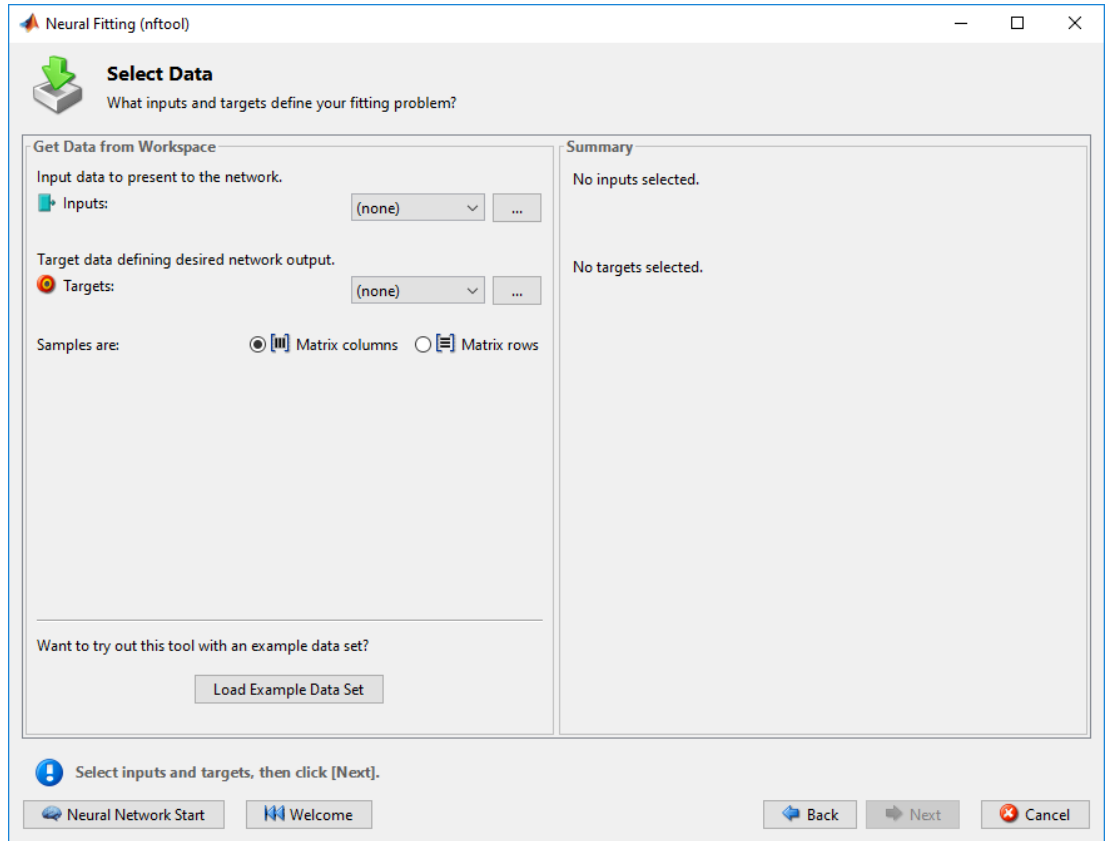 Neural Fitting (nftool)
Select Data
What inputs and targets define your fitting problem?
Get Data from Workspace
Input data to present to the network.
Inputs:
(none)
...
Target data defining desired network output.
Targets:
(none)
...
Samples are:
Matrix columns
Matrix rows
Want to try out this tool with an example data set?
Load Example Data Set
Summary
No inputs selected.
No targets selected.
Select inputs and targets, then click [Next].
Neural Network Start
Welcome
Back
Next
Cancel